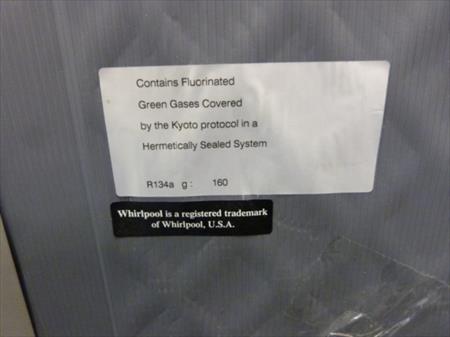 Contains Fluorinated
Green Gases Covered
by the Kyoto protocol in a
Hermetically Sealed System
R134a g: 160
Whirlpool is a registered trademark
of Whirlpool, U.S.A.